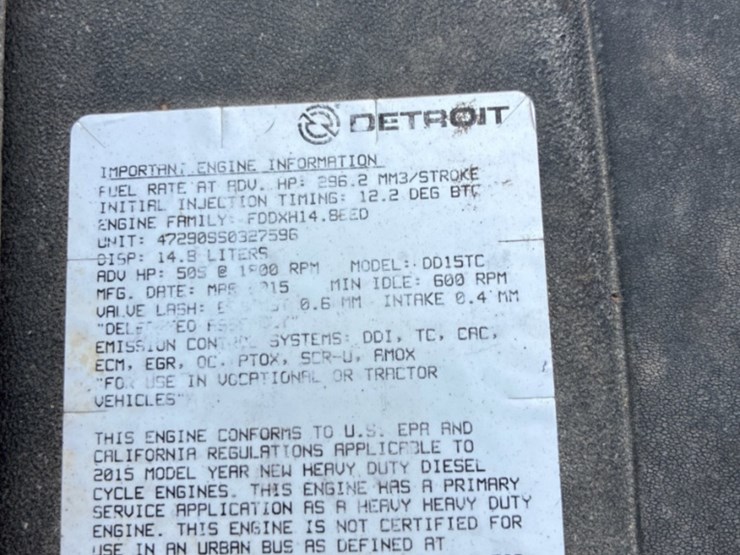 DETROIT
IMPORTANT ENGINE INFORMATION
FUEL RATE AT ADV. HP: 296.2 MM3/STROKE
INITIAL INJECTION TIMING: 12.2 DEG BTC
ENGINE FAMILY: FDDXH14.8EED
UNIT: 472909S0327596
DISP: 14.8 LITERS
ADV HP: 505 @ 1800 RPM MODEL: DD15TC
MFG. DATE: MAR 2015 MIN IDLE: 600 RPM
VALVE LASH: 0.6 MM INTAKE 0.4 MM
EMISSION CONTROL SYSTEMS: DDI, TC, CAC,
ECM, EGR, OC, PTOX, SCR-U, AMOX
"FOR USE IN VOCATIONAL OR TRACTOR
VEHICLES"
THIS ENGINE CONFORMS TO U.S. EPA AND
CALIFORNIA REGULATIONS APPLICABLE TO
2015 MODEL YEAR NEW HEAVY DUTY DIESEL
CYCLE ENGINES. THIS ENGINE HAS A PRIMARY
SERVICE APPLICATION AS A HEAVY HEAVY DUTY
ENGINE. THIS ENGINE IS NOT CERTIFIED FOR
USE IN AN URBAN BUS AS DEFINED AT